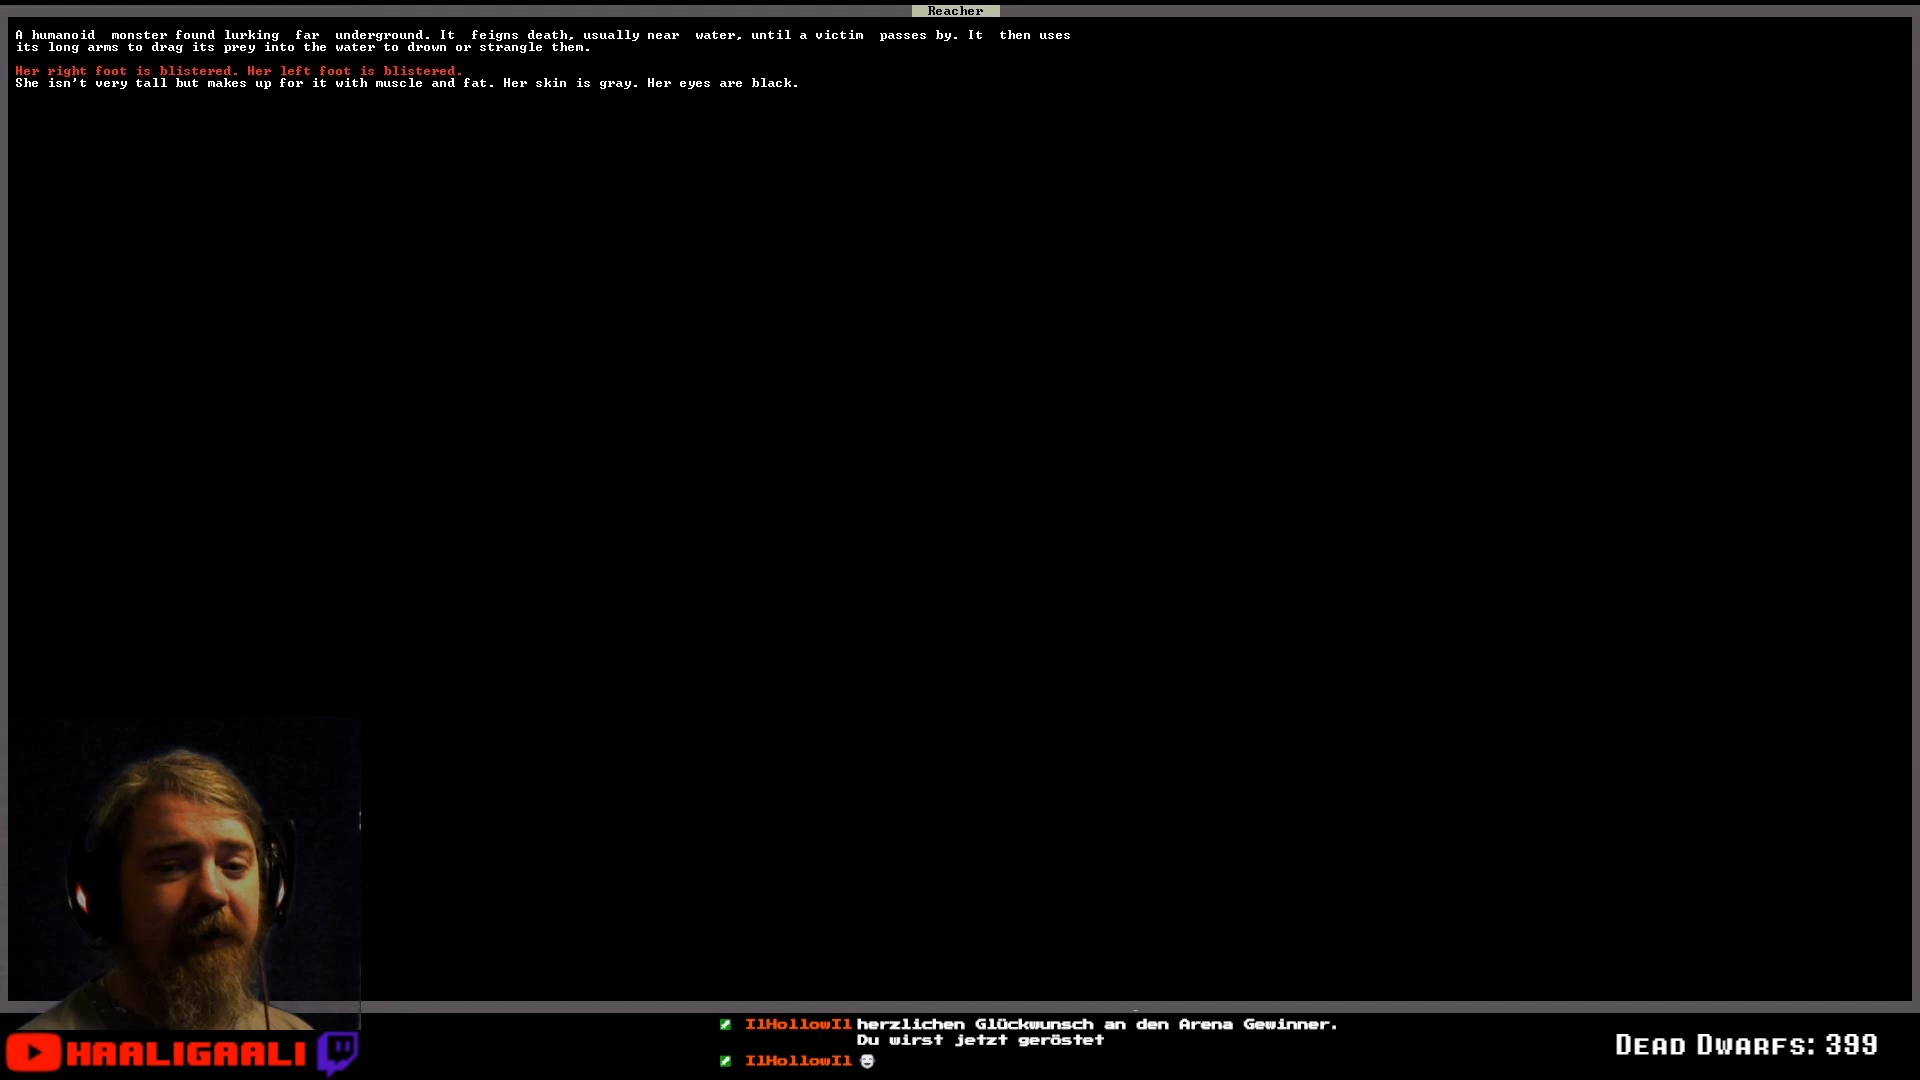 Reacher
A humanoid monster found lurking far underground. It feigns death, usually near water, until a victim passes by. It then uses
its long arms to drag its prey into the water to drown or strangle them.
Her right foot is blistered. Her left foot is blistered.
She isn't very tall but makes up for it with muscle and fat. Her skin is gray. Her eyes are black.
IlHollowIl herzlichen Glückwunsch an den Arena Gewinner.
Du wirst jetzt geröstet
IlHollowIl
HAALIGAALI
DEAD DWARFS: 399